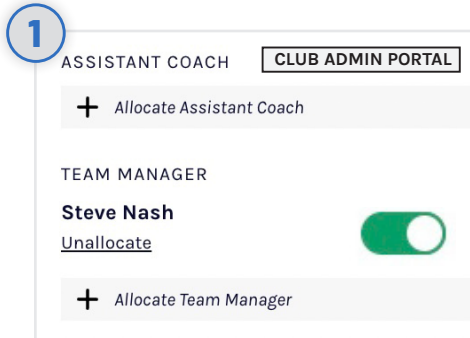 1
ASSISTANT COACH CLUB ADMIN PORTAL
+ Allocate Assistant Coach
TEAM MANAGER
Steve Nash
Unallocate
+ Allocate Team Manager